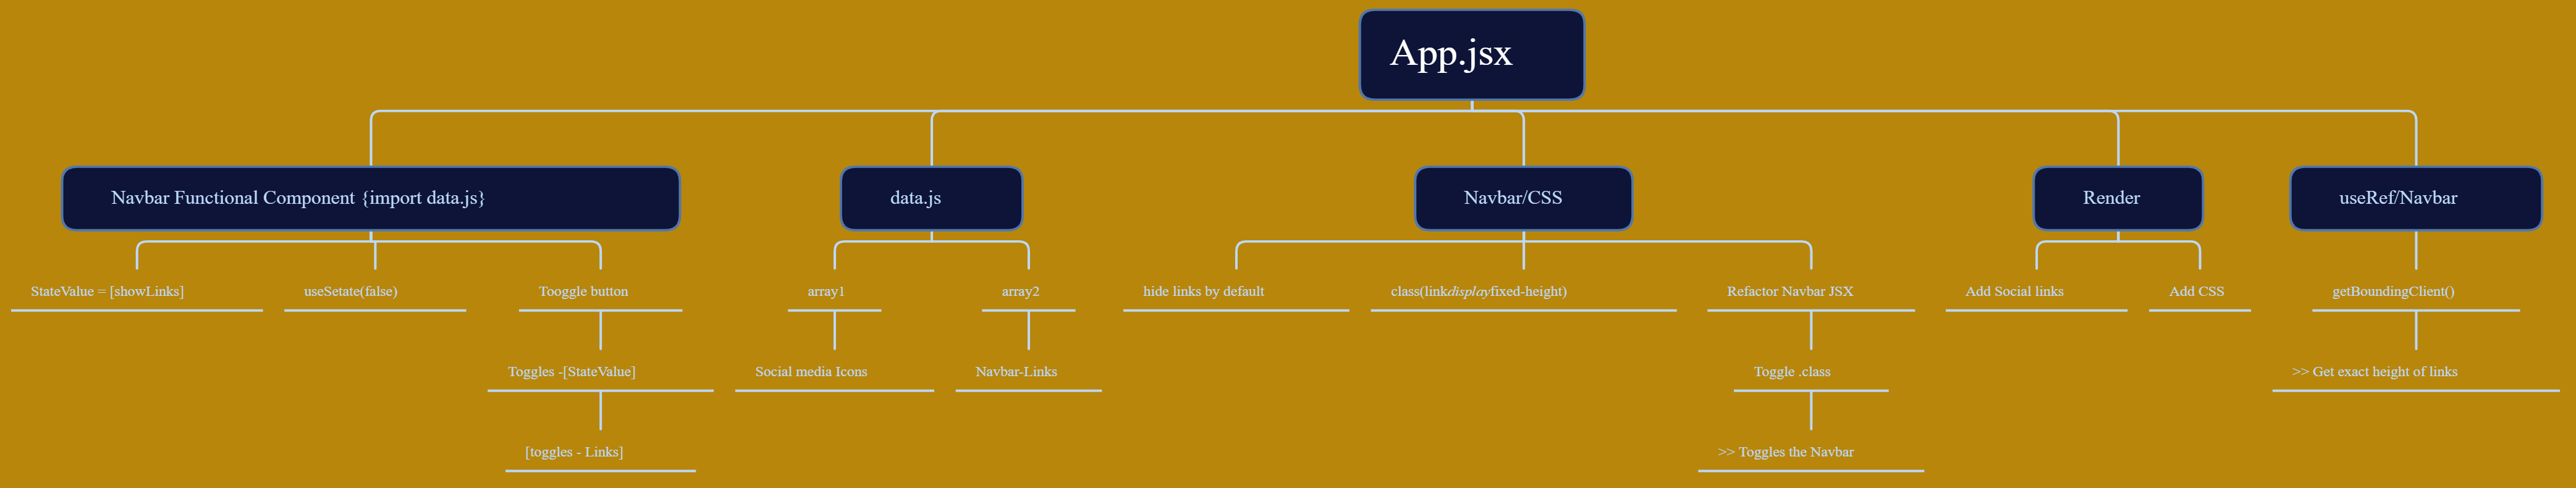 App.jsx
Navbar Functional Component {import data.js}
data.js
Navbar/CSS
Render
useRef/Navbar
StateValue = [showLinks]
useSetate(false)
Tooggle button
array1
array2
hide links by default
class(linkdisplayfixed-height)
Refactor Navbar JSX
Add Social links
Add CSS
getBoundingClient()
Toggles -[StateValue]
Social media Icons
Navbar-Links
Toggle .class
>> Get exact height of links
[toggles - Links]
>> Toggles the Navbar